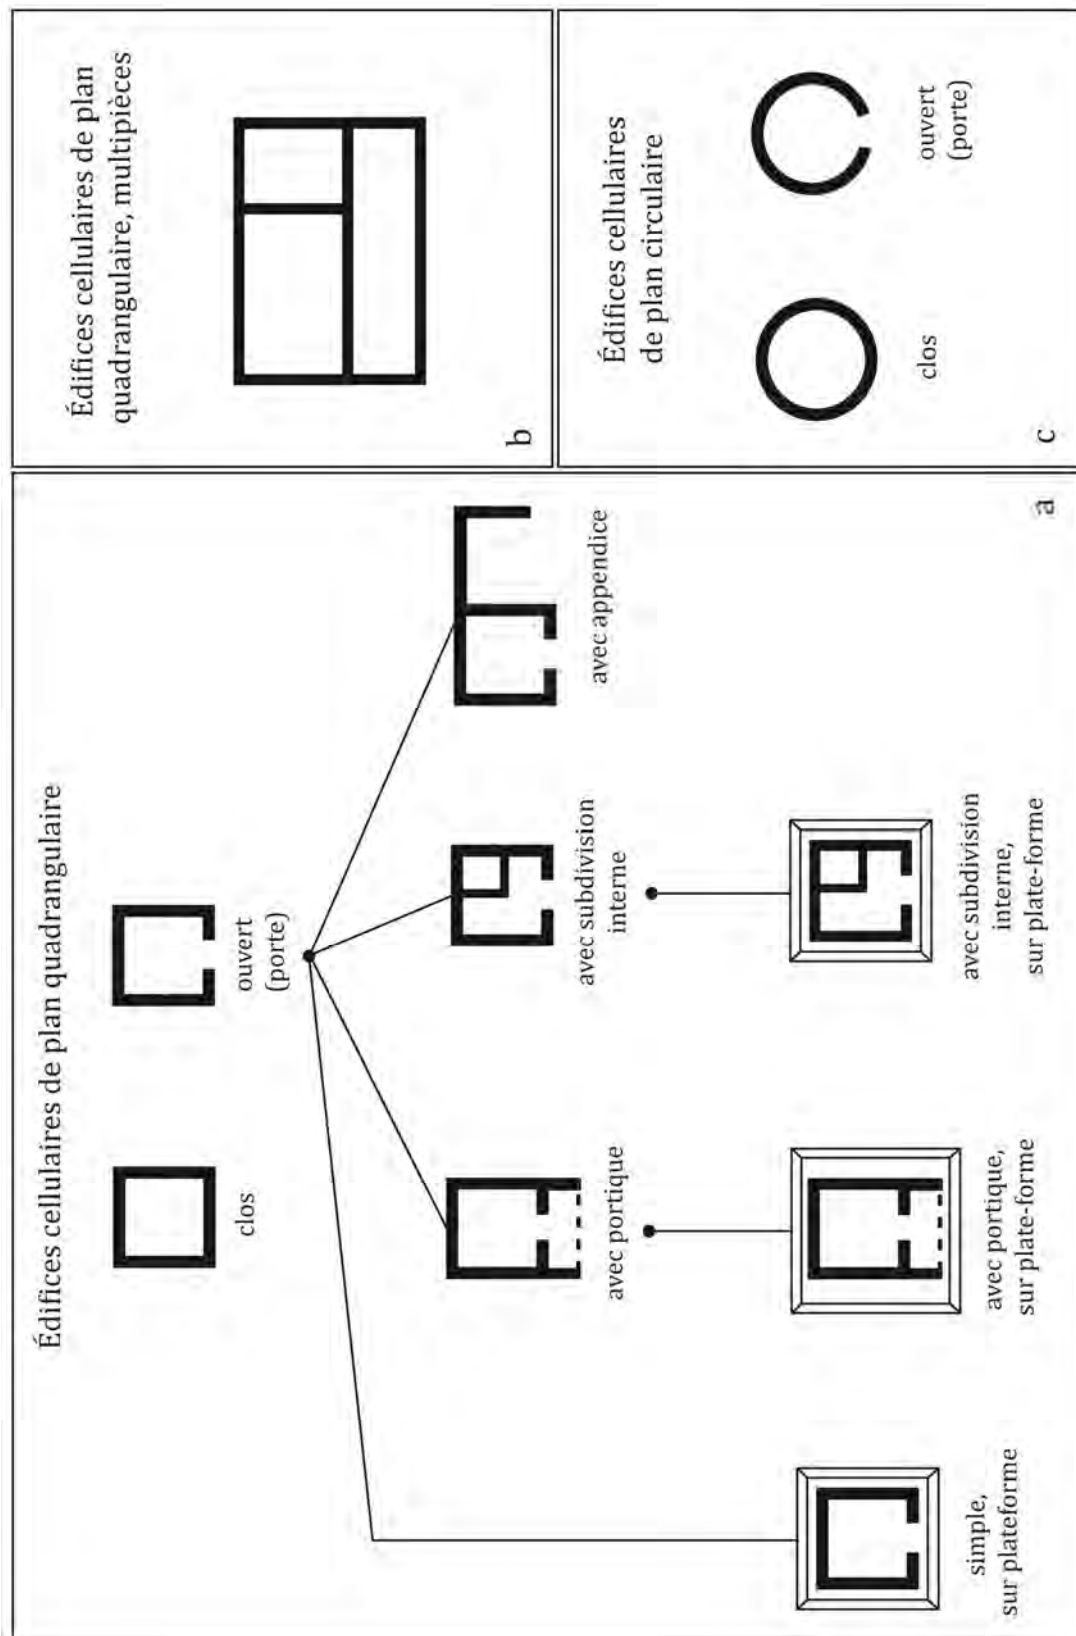 Édifices cellulaires de plan quadrangulaire
clos
ouvert
(porte)
avec portique
avec subdivision
interne
avec appendice
simple,
sur plateforme
avec portique,
sur plate-forme
avec subdivision
interne,
sur plate-forme
a
Édifices cellulaires de plan
quadrangulaire, multipièces
b
Édifices cellulaires
de plan circulaire
clos
ouvert
(porte)
c